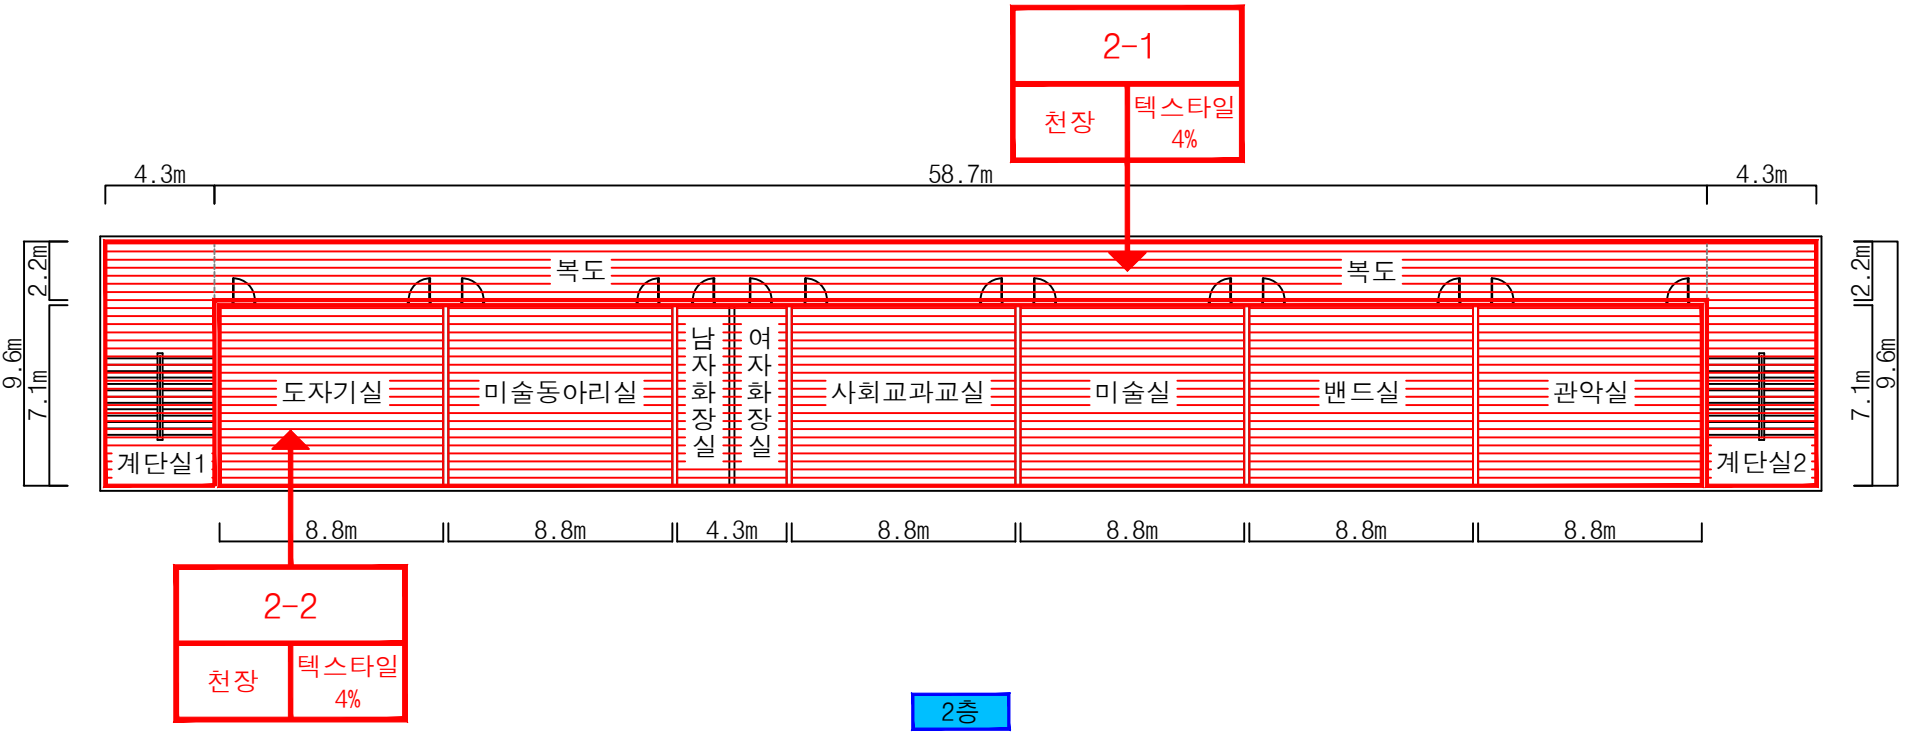 2-1
천장
텍스타일
4%
4.3m
58.7m
4.3m
2.2m
9.6m
7.1m
복도
복도
2.2m
7.1m
9.6m
도자기실
미술동아리실
남자화장실
여자화장실
사회교과교실
미술실
밴드실
관악실
계단실1
계단실2
8.8m
8.8m
4.3m
8.8m
8.8m
8.8m
8.8m
2-2
천장
텍스타일
4%
2층